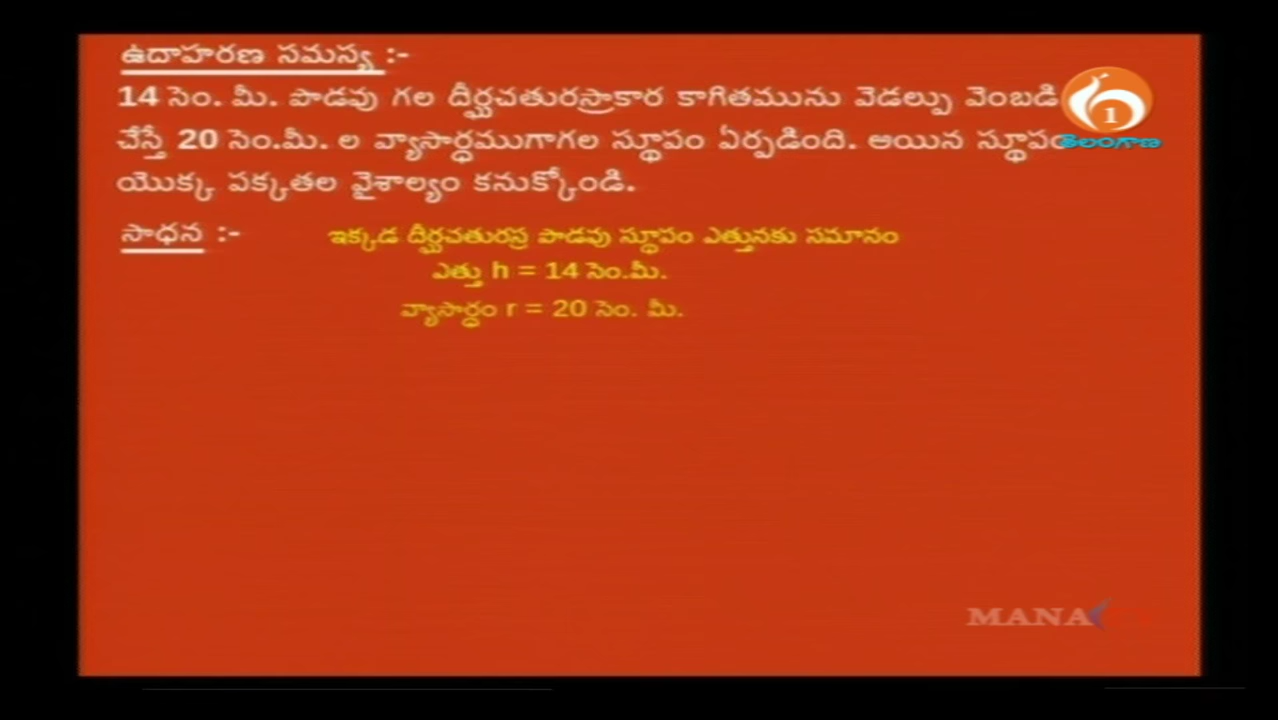 ఉదాహరణ సమస్య :-
14 సెం. మీ. పొడవు గల దీర్ఘచతురస్రాకార కాగితమును వెడల్పు వెంబడి
చేస్తే 20 సెం.మీ. ల వ్యాసార్ధముగాగల స్థూపం ఏర్పడింది. అయిన స్థూపం
యొక్క పక్కతల వైశాల్యం కనుక్కోండి.
సాధన :-
ఇక్కడ దీర్ఘచతురస్ర పొడవు స్థూపం ఎత్తునకు సమానం
ఎత్తు h = 14 సెం.మీ.
వ్యాసార్ధం r = 20 సెం. మీ.
1
తెలంగాణ
MANA